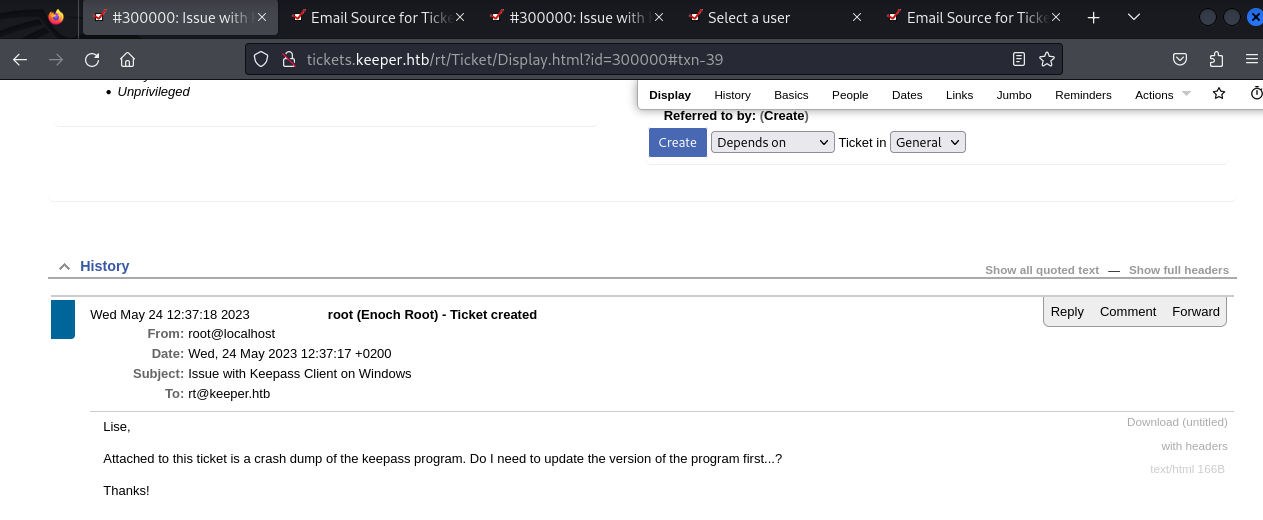 #300000: Issue with
Email Source for Ticke
#300000: Issue with
Select a user
Email Source for Ticke
tickets.keeper.htb/rt/Ticket/Display.html?id=300000#txn-39
Unprivileged
Display History Basics People Dates Links Jumbo Reminders Actions
Referred to by: (Create)
Create Depends on Ticket in General
History
Show all quoted text — Show full headers
Wed May 24 12:37:18 2023 root (Enoch Root) - Ticket created
Reply Comment Forward
From: root@localhost
Date: Wed, 24 May 2023 12:37:17 +0200
Subject: Issue with Keepass Client on Windows
To: rt@keeper.htb
Lise,
Download (untitled)
with headers
text/html 166B
Attached to this ticket is a crash dump of the keepass program. Do I need to update the version of the program first...?
Thanks!